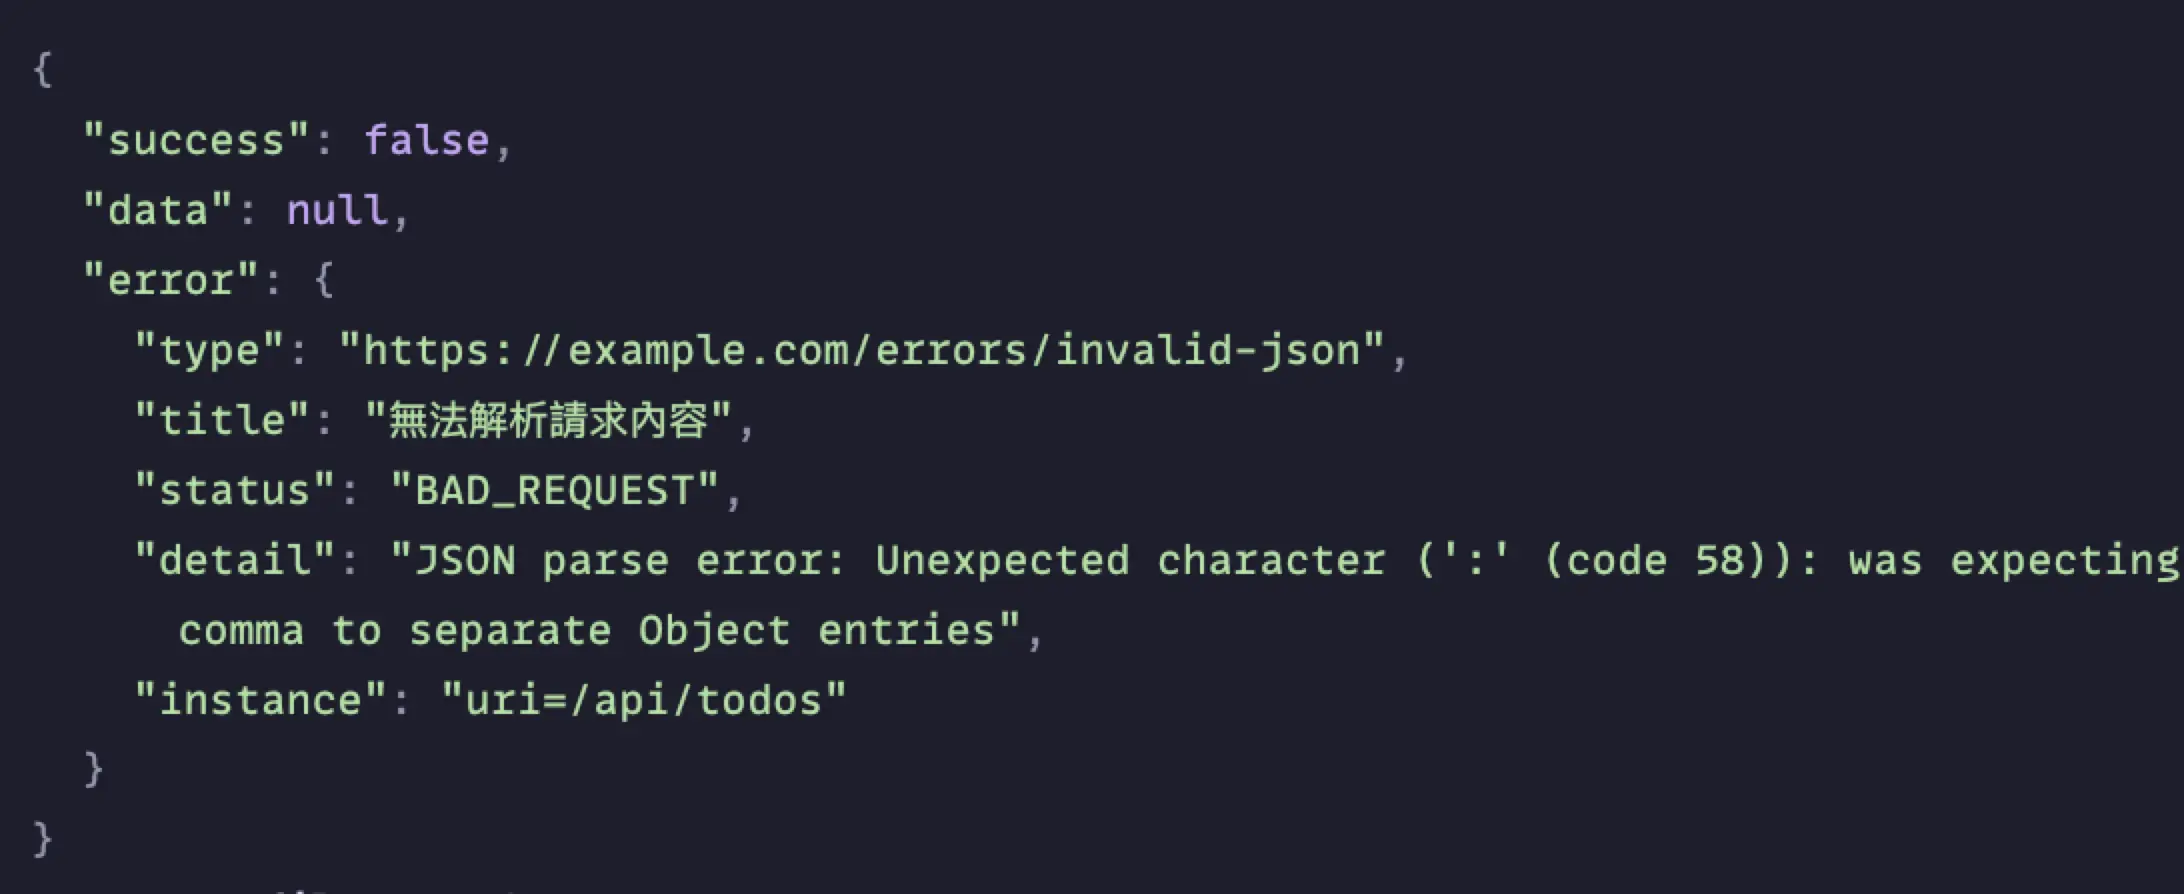 {
"success": false,
"data": null,
"error": {
"type": "https://example.com/errors/invalid-json",
"title": "無法解析請求內容",
"status": "BAD_REQUEST",
"detail": "JSON parse error: Unexpected character (':' (code 58)): was expecting
comma to separate Object entries",
"instance": "uri=/api/todos"
}
}